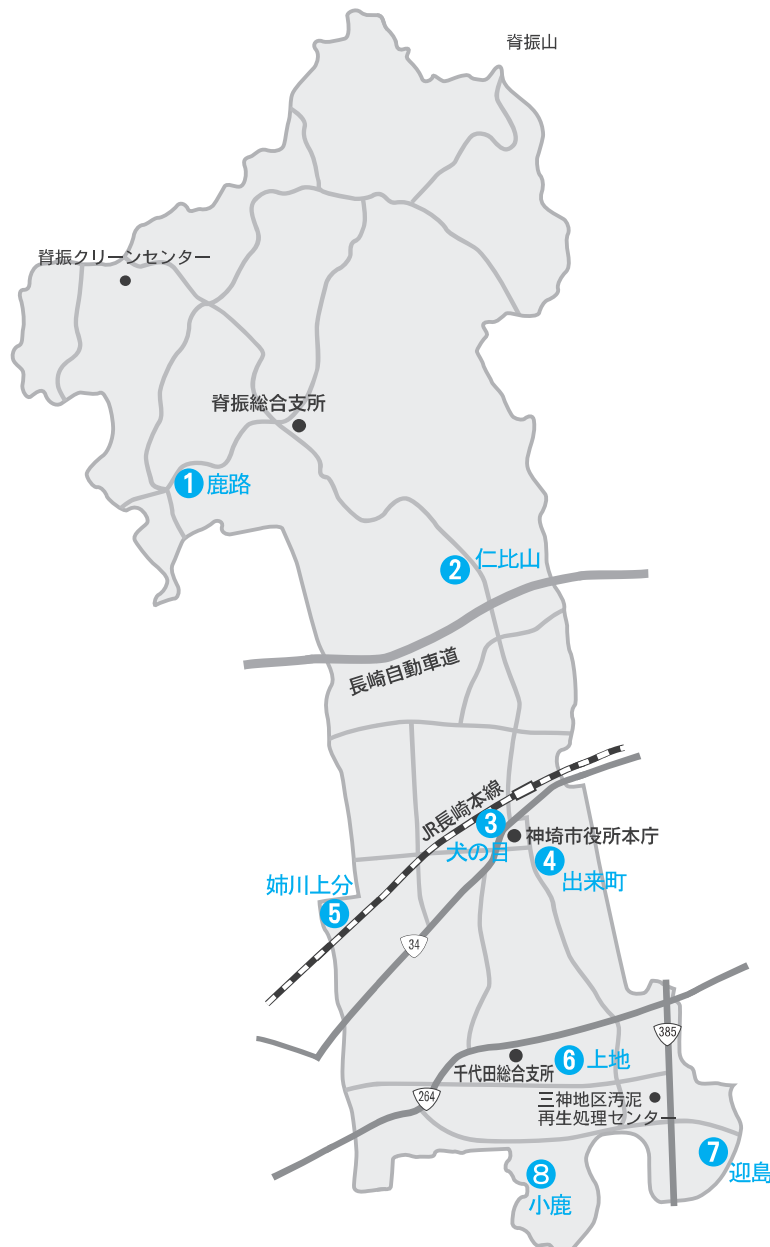 脊振山
脊振クリーンセンター
脊振総合支所
1 鹿路
2 仁比山
長崎自動車道
JR長崎本線
3
犬の目
神埼市役所本庁
4
出来町
姉川上分
5
34
385
6 上地
千代田総合支所
264
三神地区汚泥
再生処理センター
7
迎島
8
小鹿